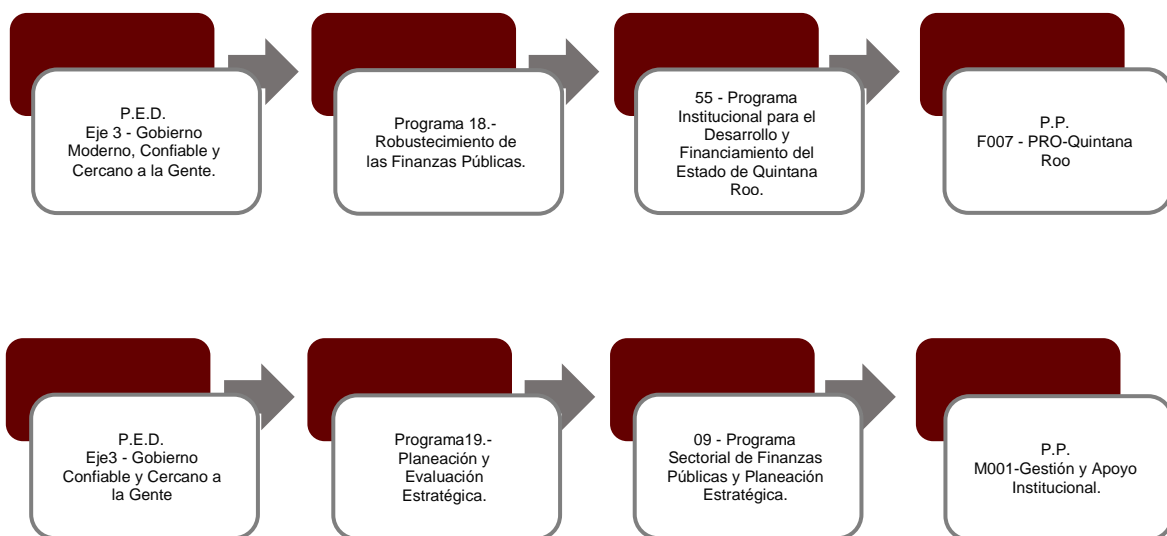 P.E.D.
Eje 3 - Gobierno
Moderno, Confiable y
Cercano a la Gente.
Programa 18.-
Robustecimiento de
las Finanzas Públicas.
55 - Programa
Institucional para el
Desarrollo y
Financiamiento del
Estado de Quintana
Roo.
P.P.
F007 - PRO-Quintana
Roo
P.E.D.
Eje3 - Gobierno
Confiable y Cercano a
la Gente
Programa19.-
Planeación y
Evaluación
Estratégica.
09 - Programa
Sectorial de Finanzas
Públicas y Planeación
Estratégica.
P.P.
M001-Gestión y Apoyo
Institucional.